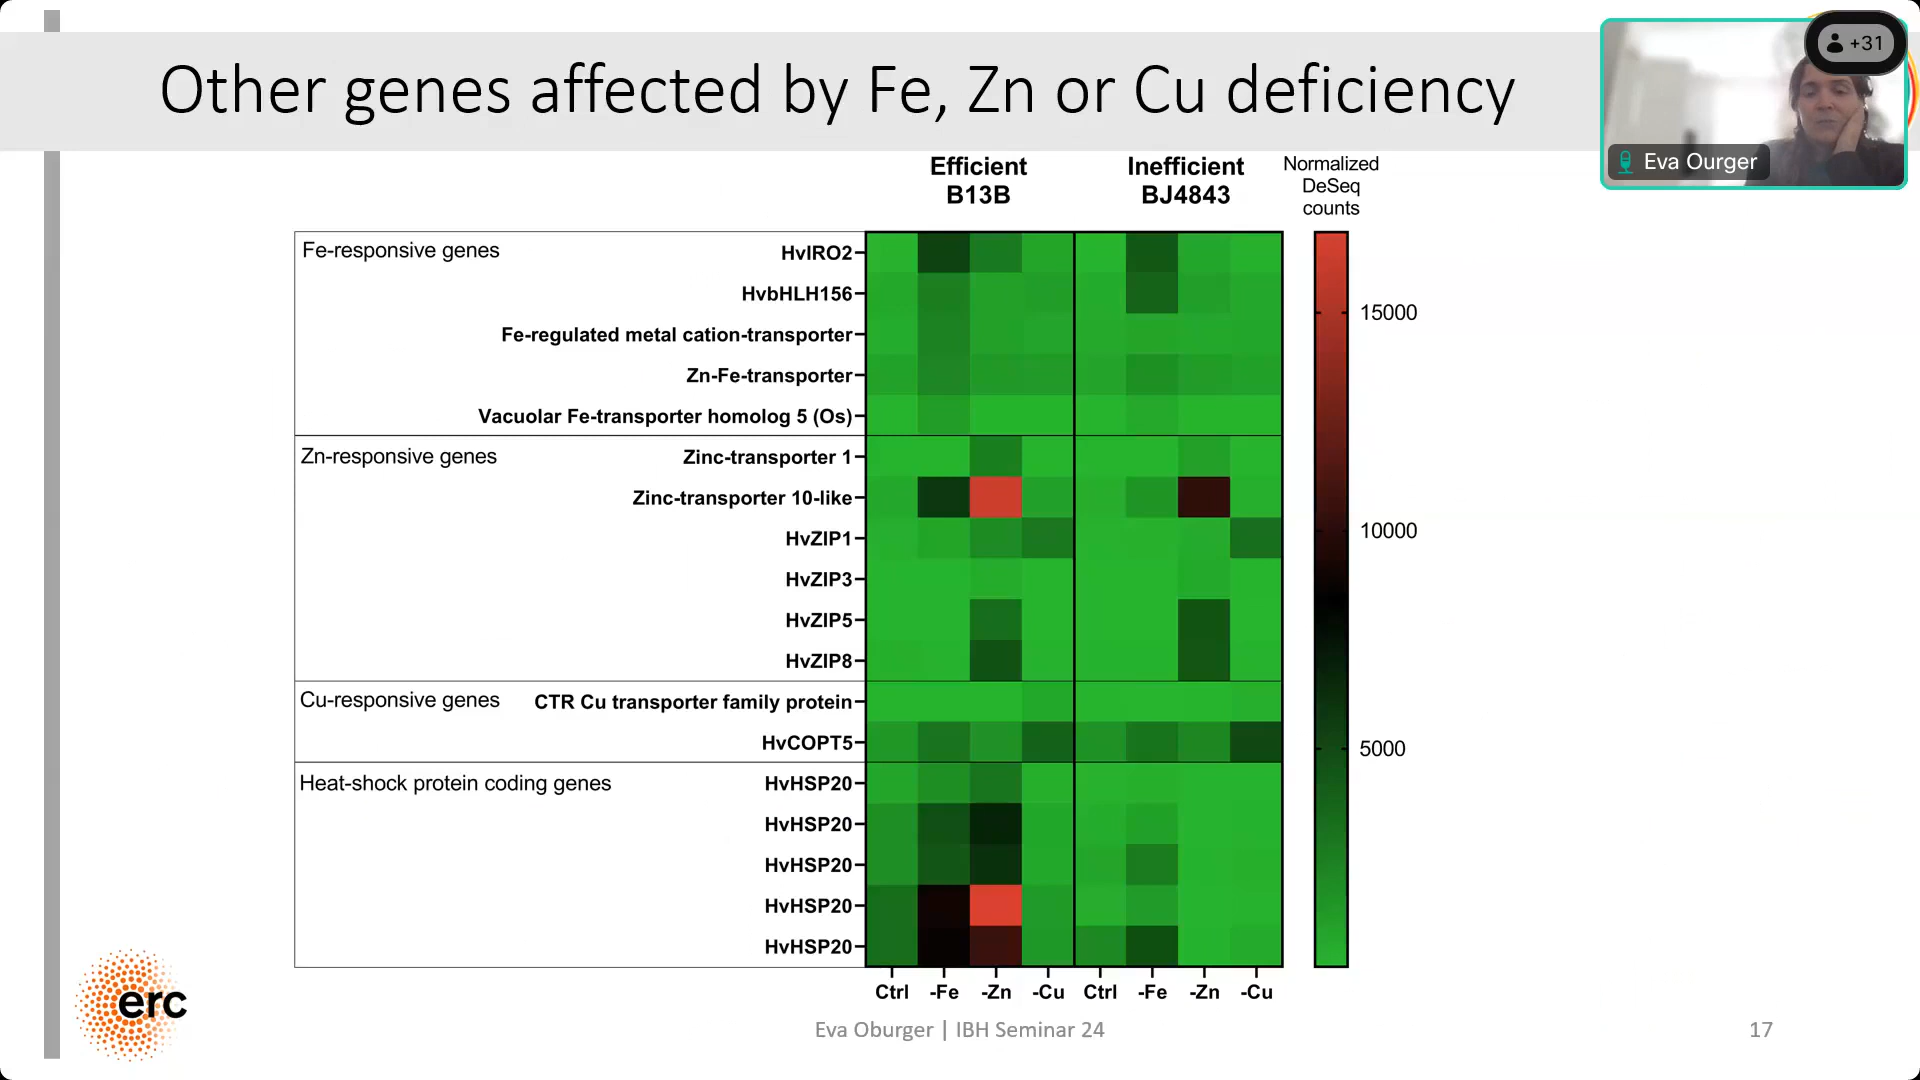 Other genes affected by Fe, Zn or Cu deficiency
+31
Eva Ourger
Efficient
B13B
Inefficient
BJ4843
Normalized
DeSeq
counts
Fe-responsive genes
HvIRO2
HvbHLH156
Fe-regulated metal cation-transporter
Zn-Fe-transporter
Vacuolar Fe-transporter homolog 5 (Os)
Zn-responsive genes
Zinc-transporter 1
Zinc-transporter 10-like
HvZIP1
HvZIP3
HvZIP5
HvZIP8
Cu-responsive genes
CTR Cu transporter family protein
HvCOPT5
Heat-shock protein coding genes
HvHSP20
HvHSP20
HvHSP20
HvHSP20
HvHSP20
15000
10000
5000
Ctrl -Fe -Zn -Cu Ctrl -Fe -Zn -Cu
erc
Eva Oburger | IBH Seminar 24
17